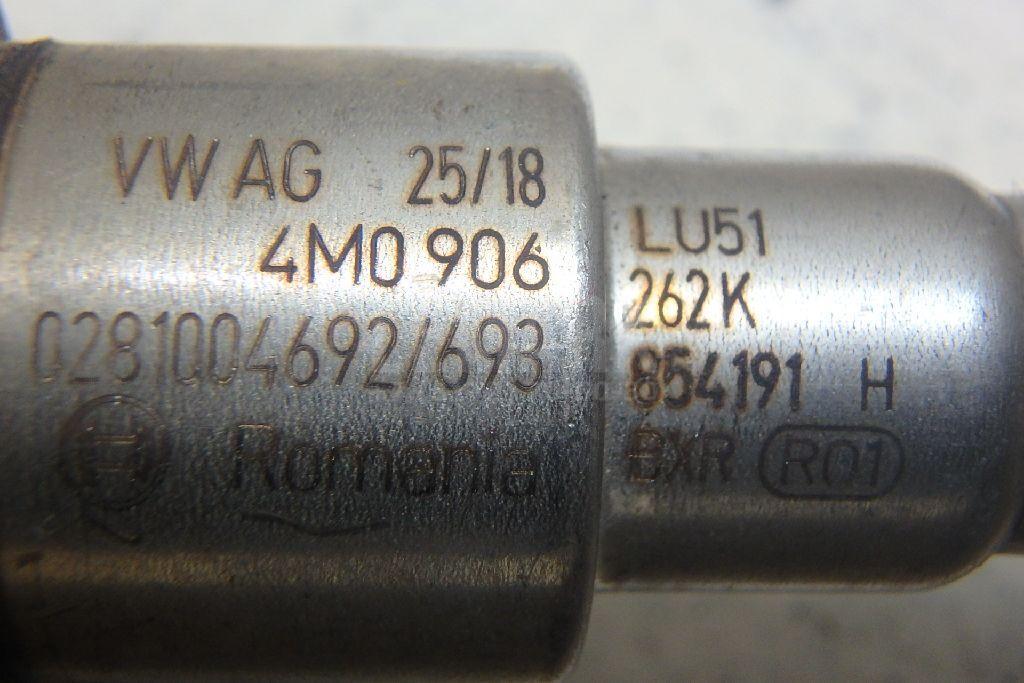 VW AG 25/18
4M0 906
0281004692/693
Romania
LU51
262K
854191 H
BXR R01